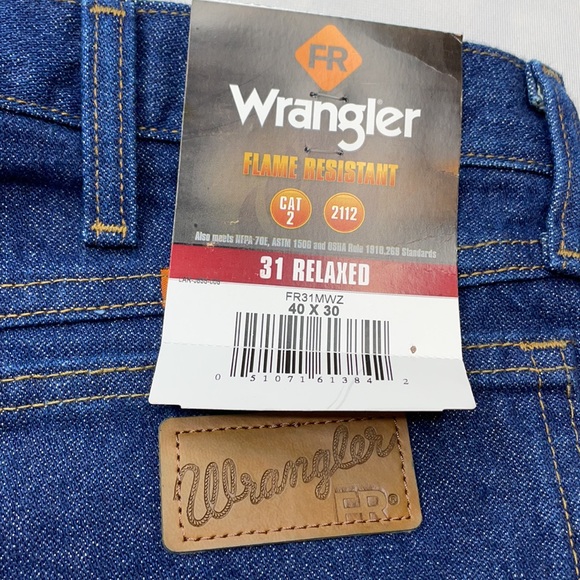 FR
Wrangler
FLAME RESISTANT
CAT 2
2112
Also meets NFPA-70E, ASTM 1506 and OSHA Rule 1910.269 Standards
31 RELAXED
FR31MWZ
40 X 30
0 51071 61384 2
Wrangler
FR